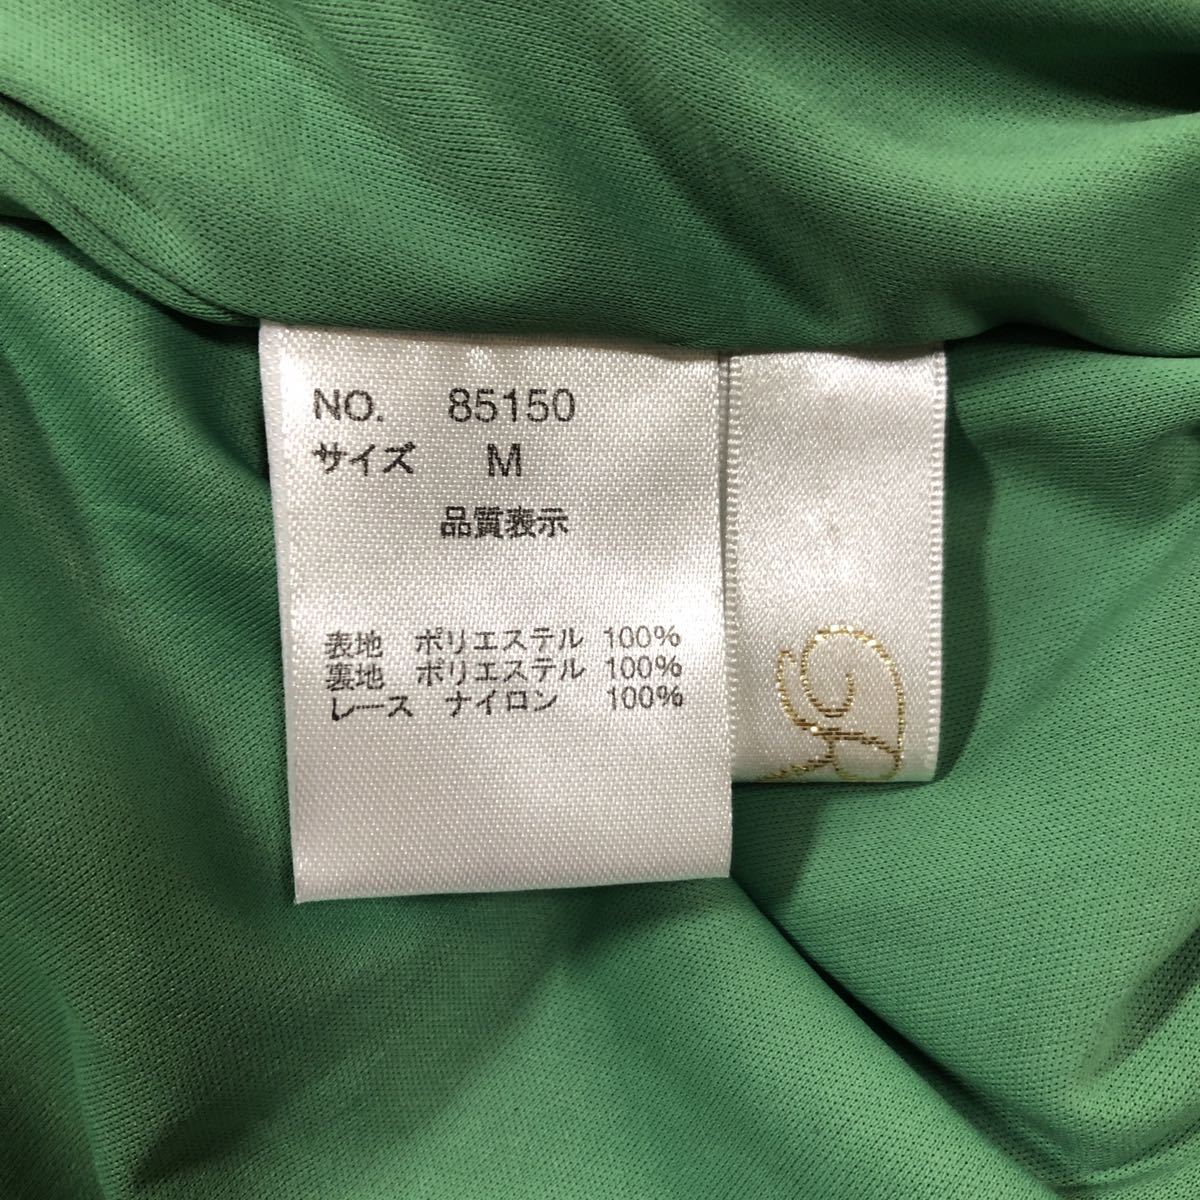 NO. 85150
サイズ M
品質表示
表地 ポリエステル 100%
裏地 ポリエステル 100%
レース ナイロン 100%